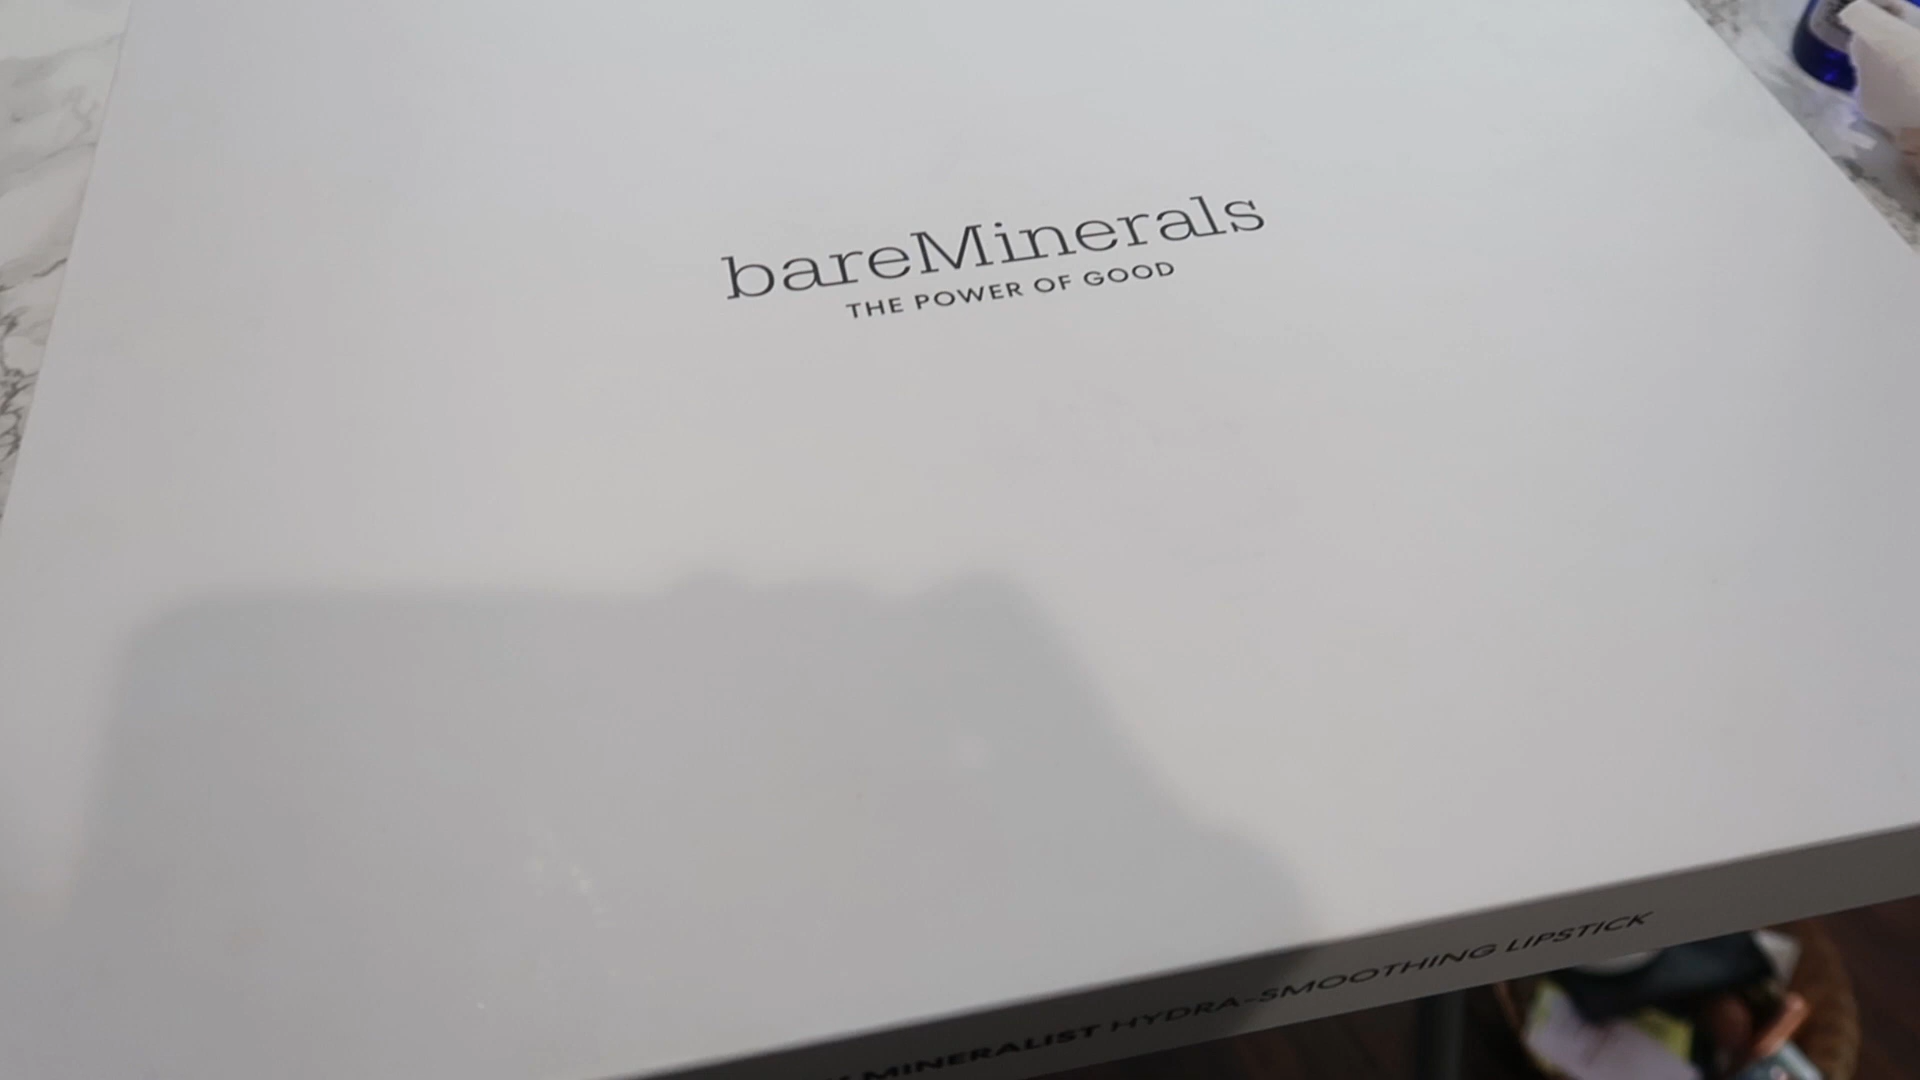 bareMinerals
THE POWER OF GOOD
MINERALIST HYDRA-SMOOTHING LIPSTICK